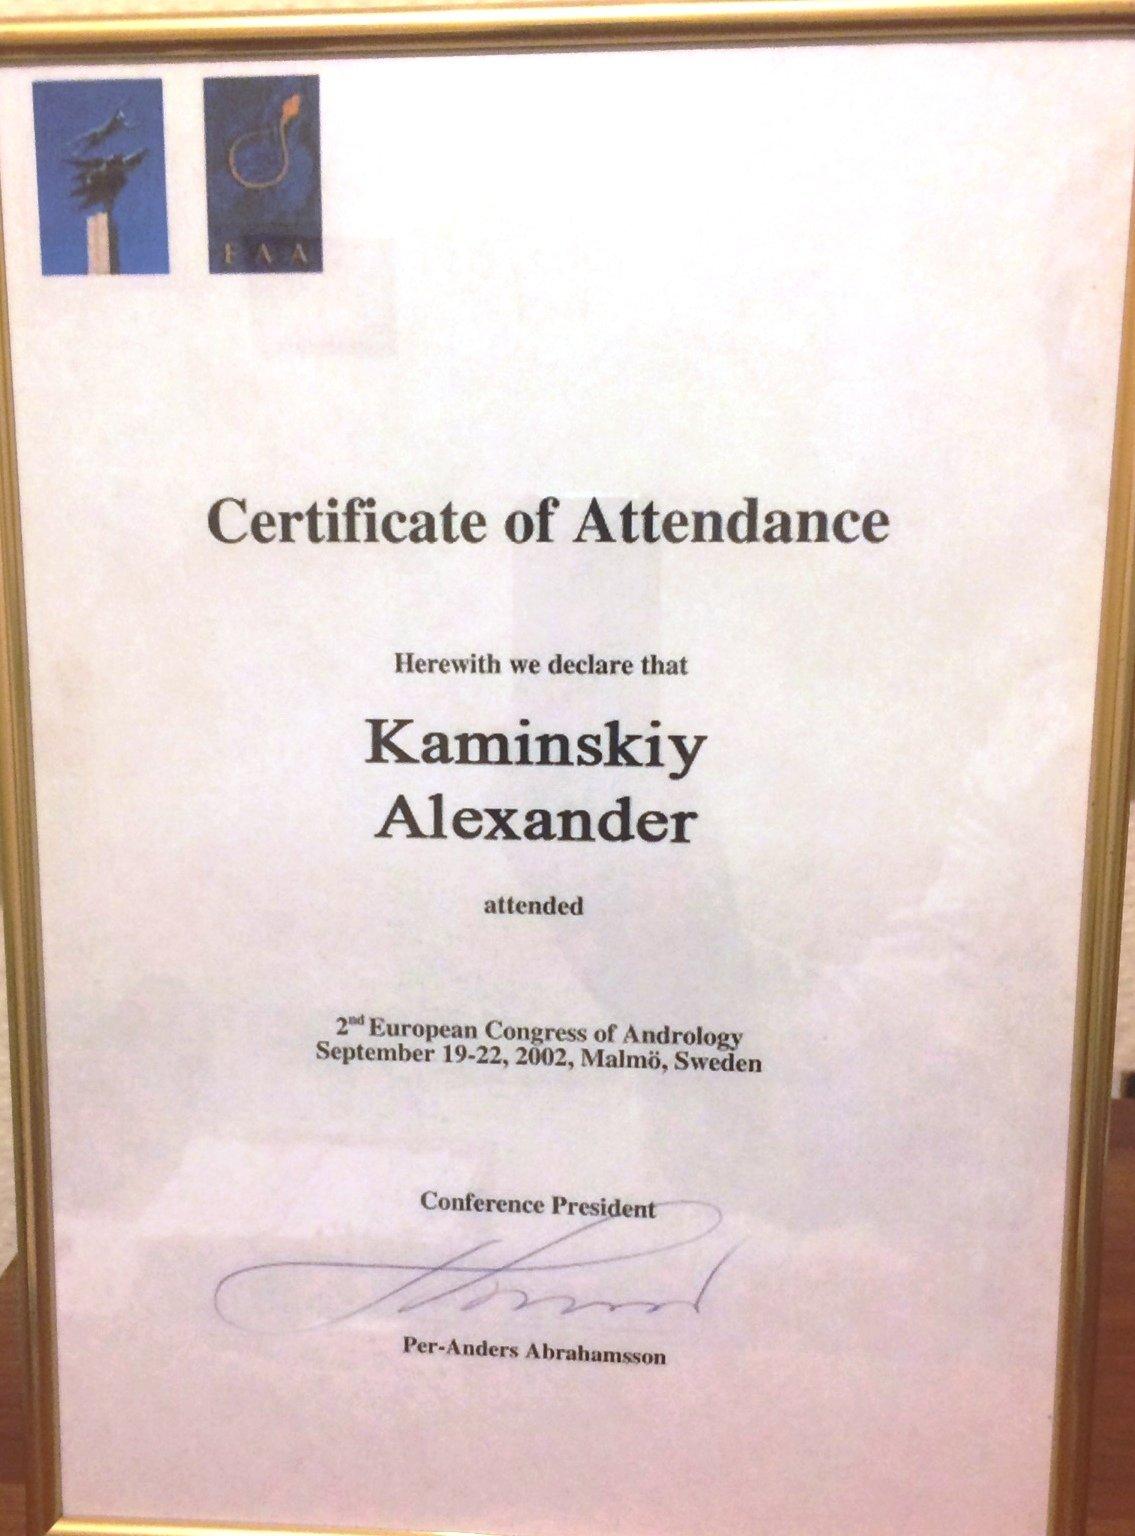 EAA
Certificate of Attendance
Herewith we declare that
Kaminskiy
Alexander
attended
2nd European Congress of Andrology
September 19-22, 2002, Malmö, Sweden
Conference President
Per-Anders Abrahamsson